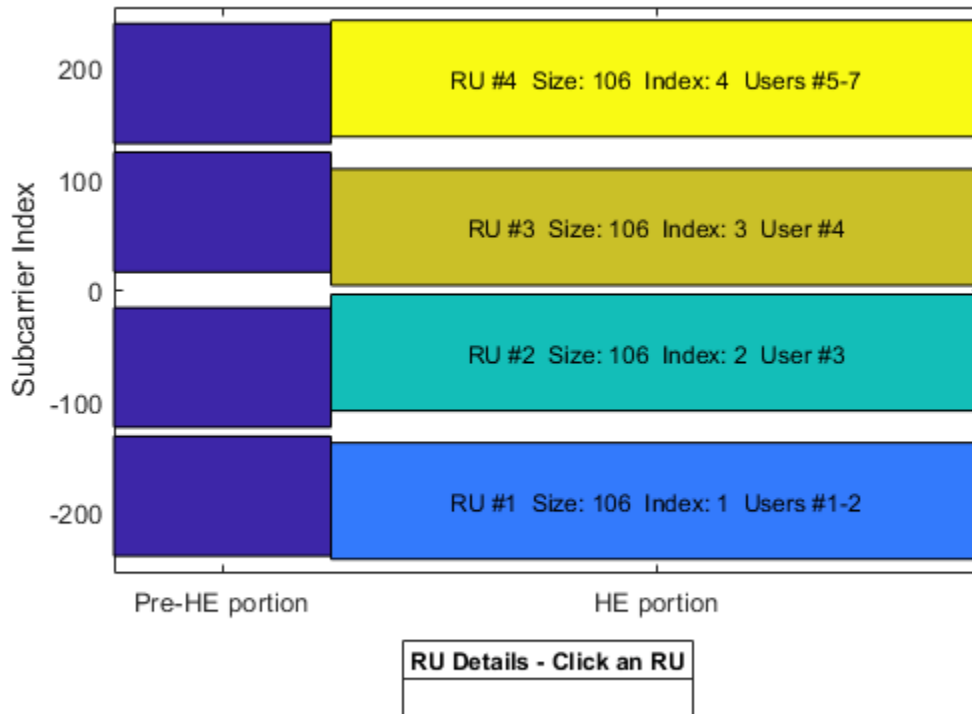 200
RU #4 Size: 106 Index: 4 Users #5-7
100
RU #3 Size: 106 Index: 3 User #4
Subcarrier Index
0
RU #2 Size: 106 Index: 2 User #3
-100
-200
RU #1 Size: 106 Index: 1 Users #1-2
Pre-HE portion
HE portion
RU Details - Click an RU